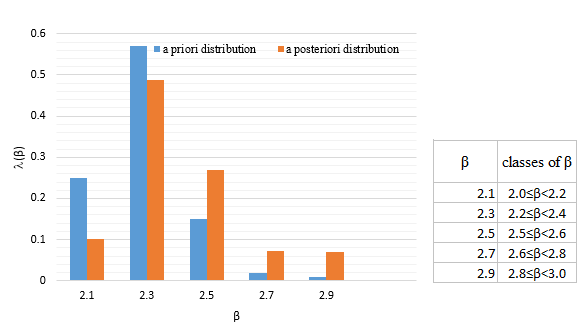 0.6
a priori distribution a posteriori distribution
0.5
0.4
0.3
0.2
0.1
0
λ(β)
2.1 2.3 2.5 2.7 2.9
β
β classes of β
2.1 2.0≤β<2.2
2.3 2.2≤β<2.4
2.5 2.5≤β<2.6
2.7 2.6≤β<2.8
2.9 2.8≤β<3.0